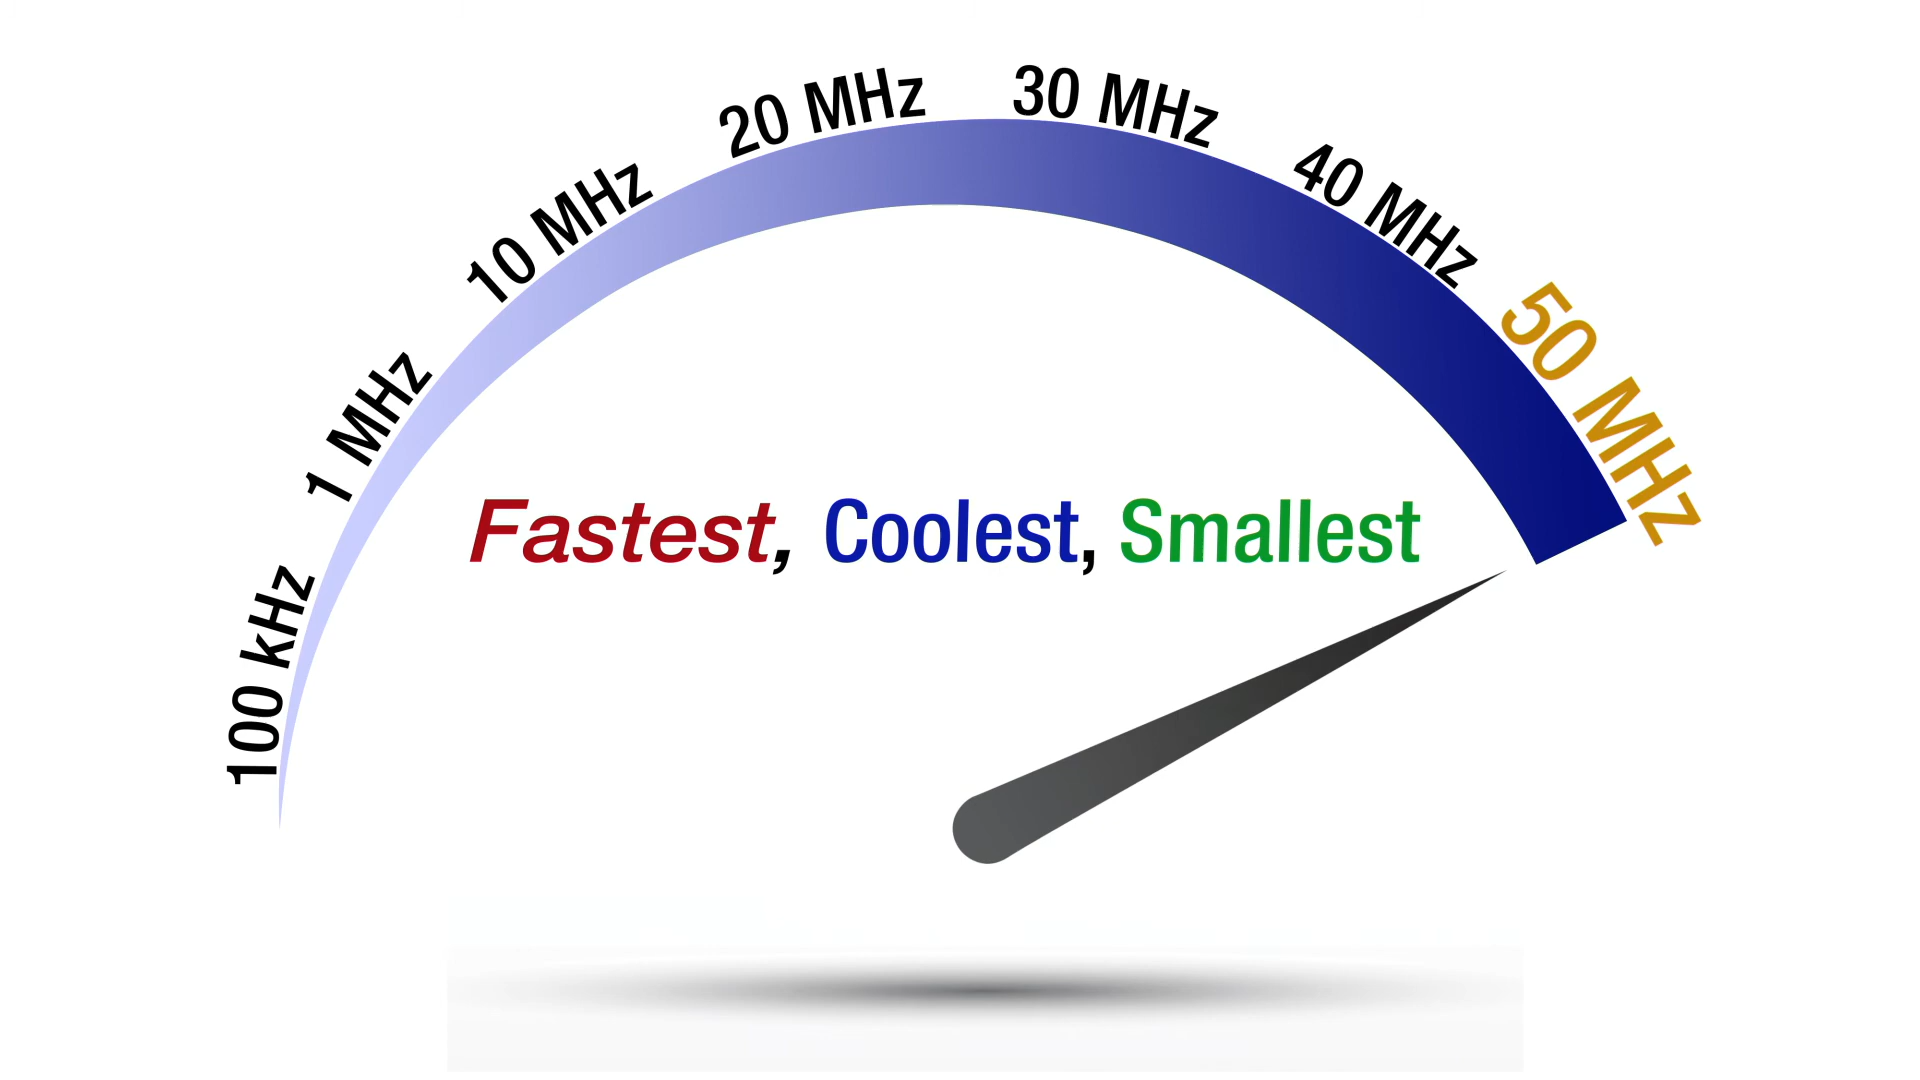 100 kHz
1 MHz
10 MHz
20 MHz
30 MHz
40 MHz
50 MHz
Fastest, Coolest, Smallest